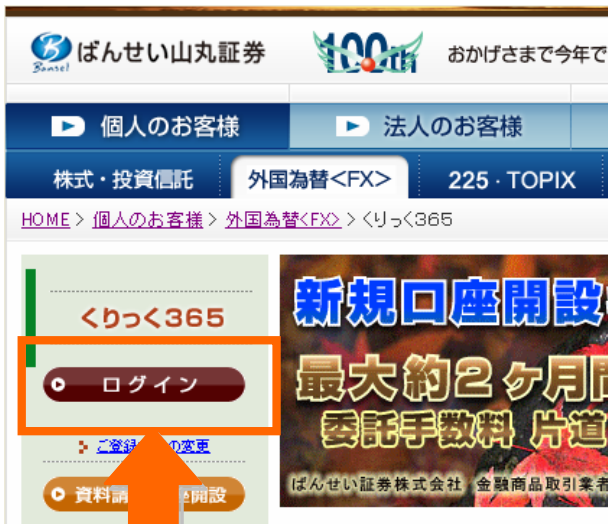 Bansei ばんせい山丸証券
100th おかげさまで今年で
個人のお客様 法人のお客様
株式・投資信託 外国為替<FX> 225・TOPIX
HOME > 個人のお客様 > 外国為替<FX> > くりっく365
くりっく365
ログイン
ご登録 の変更
資料請 座開設
新規口座開設
最大約2ヶ月間
委託手数料 片道
ばんせい証券株式会社 金融商品取引業者